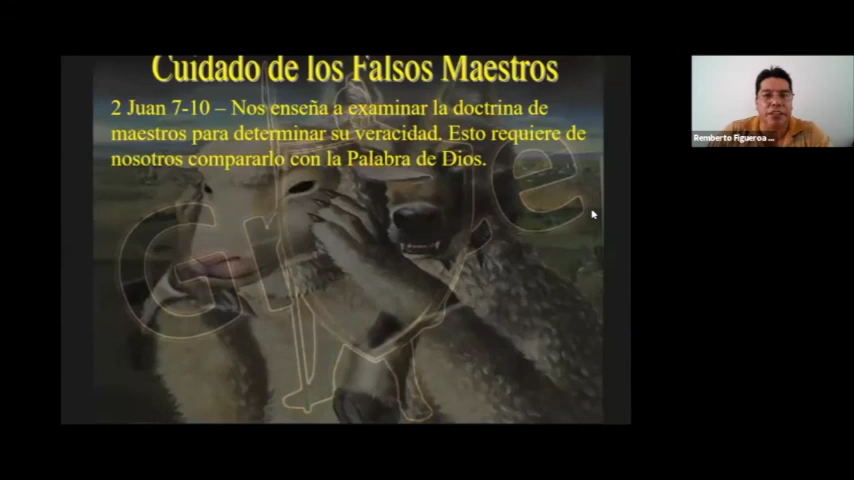 Cuidado de los Falsos Maestros
2 Juan 7-10 – Nos enseña a examinar la doctrina de
maestros para determinar su veracidad. Esto requiere de
nosotros compararlo con la Palabra de Dios.
Remberto Figueroa ...